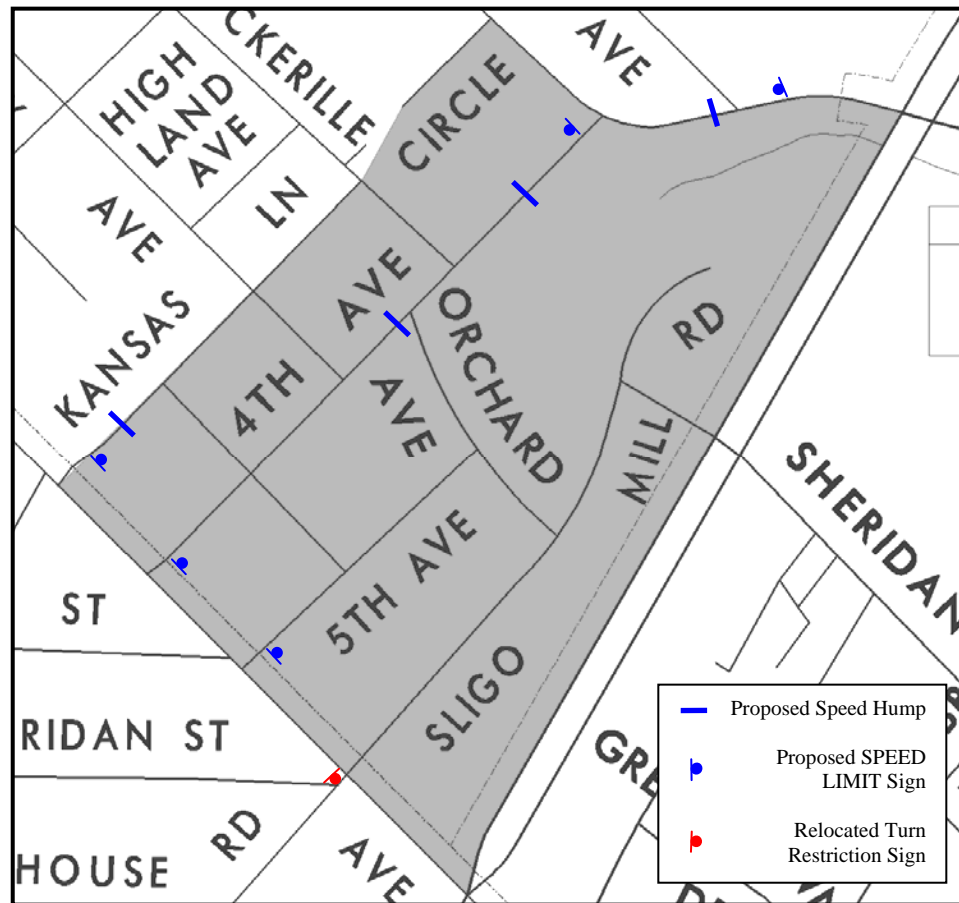 CKERILLE
AVE
HIGH
LAND
AVE
LN
CIRCLE
AVE
KANSAS
4TH
AVE
ORCHARD
AVE
RD
MILL
SHERIDAN
5TH AVE
ST
SLIGO
RIDAN ST
RD
AVE
HOUSE
GRE
Proposed Speed Hump
Proposed SPEED
LIMIT Sign
Relocated Turn
Restriction Sign